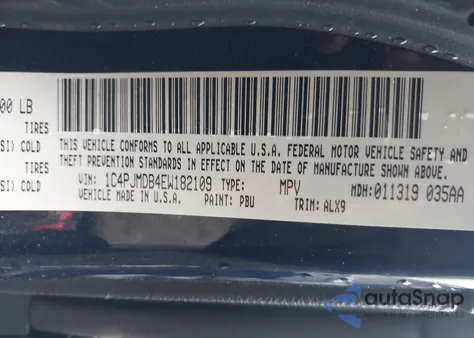 00 LB
TIRES
SI) COLD
TIRES
SI) COLD
THIS VEHICLE CONFORMS TO ALL APPLICABLE U.S.A. FEDERAL MOTOR VEHICLE SAFETY AND
THEFT PREVENTION STANDARDS IN EFFECT ON THE DATE OF MANUFACTURE SHOWN ABOVE.
VIN: 1C4PJMDB4EW182109 TYPE: MPV MDH:011319 035AA
VEHICLE MADE IN U.S.A. PAINT: PBU TRIM: ALX9
autoSnap